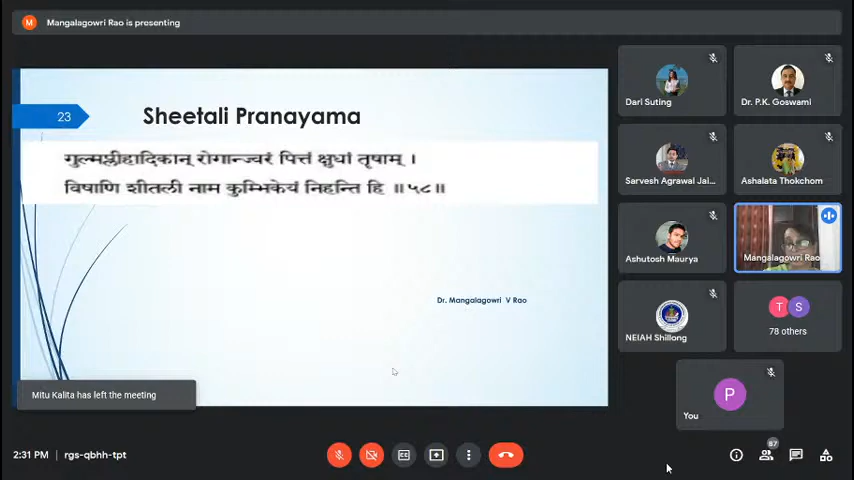 Mangalagowri Rao is presenting
M
23
Sheetali Pranayama
गुल्मप्लीहादिकान् रोगान्ज्वरं पित्तं क्षुधां तृषाम् ।
विषाणि शीतली नाम कुम्भिकेयं निहन्ति हि ॥५८॥
Dr. Mangalagowri V Rao
Mitu Kalita has left the meeting
Dari Suting
Dr. P.K. Goswami
Sarvesh Agrawal Jai...
Ashalata Thokchom
Ashutosh Maurya
Mangalagowri Rao
NEIAH Shillong
T
S
78 others
P
You
2:31 PM
rgs-qbhh-tpt
87